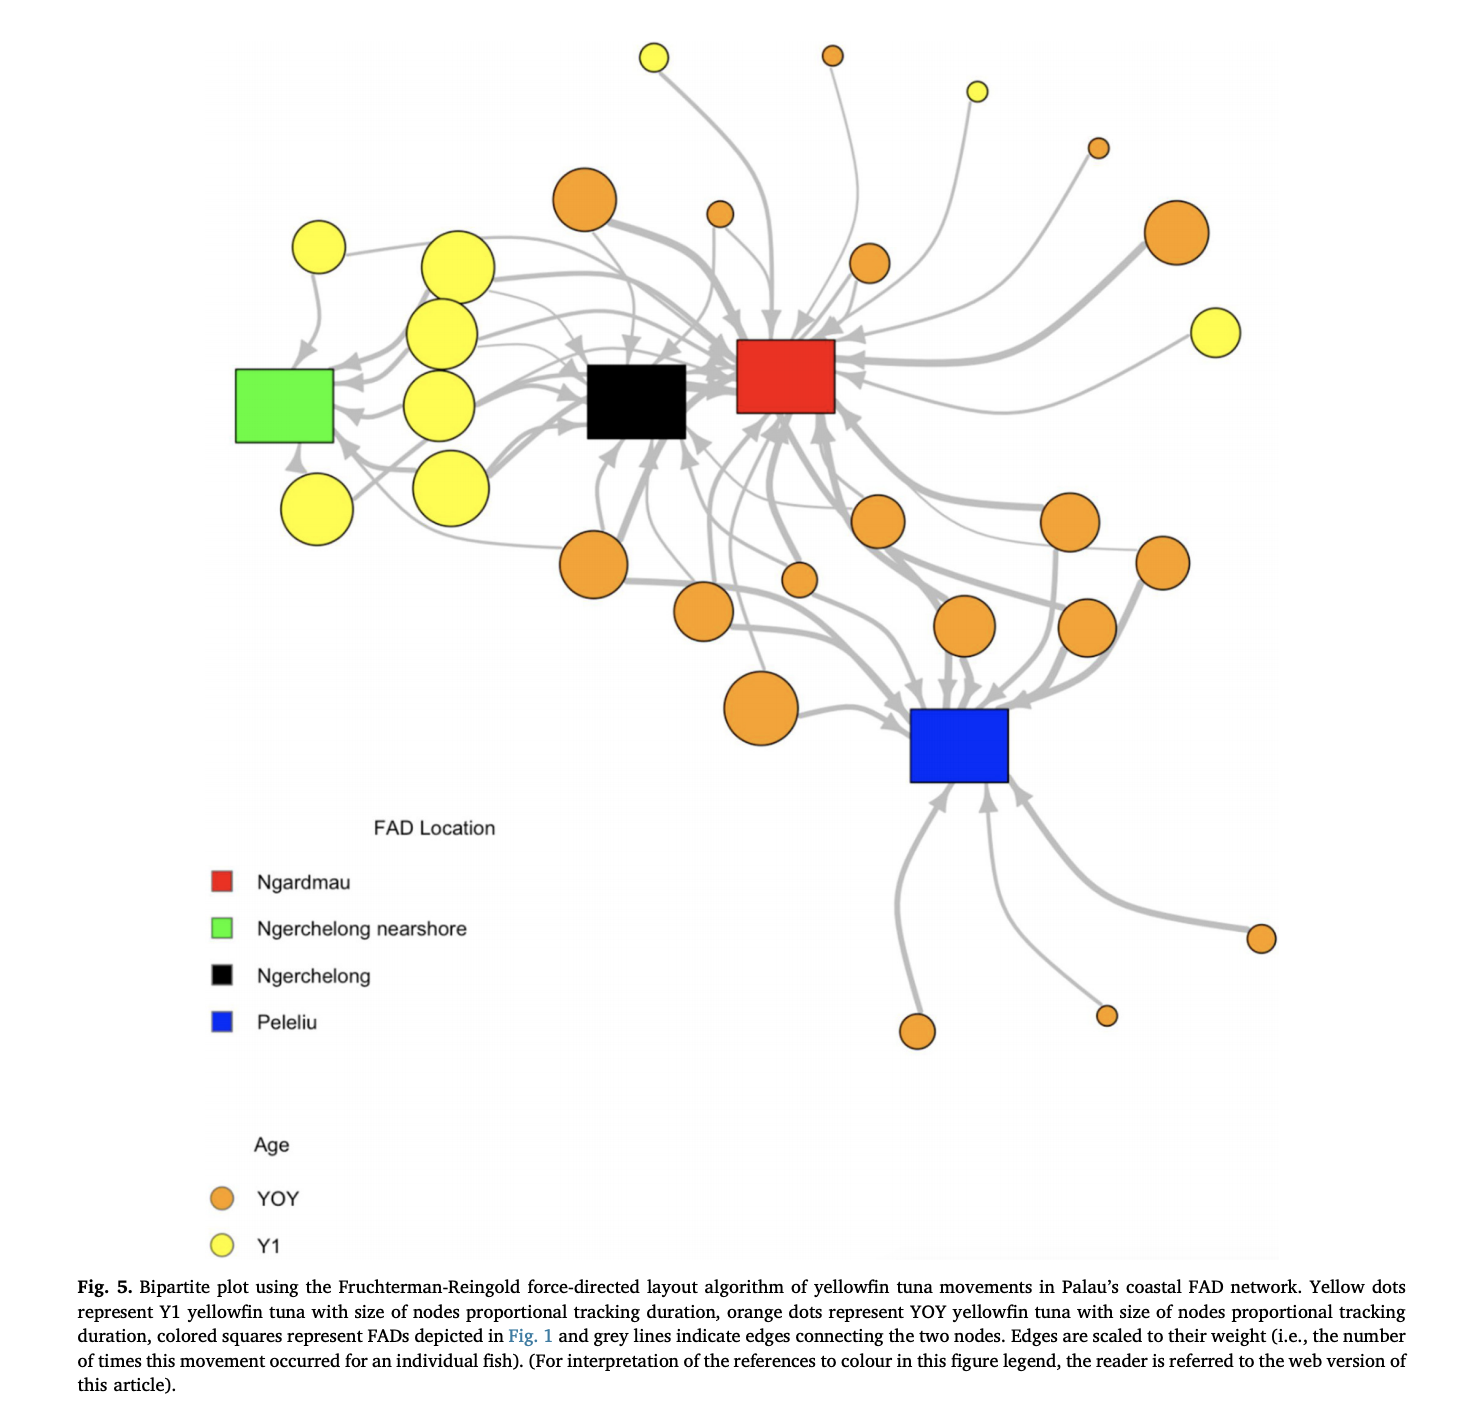 FAD Location
Ngardmau
Ngerchelong nearshore
Ngerchelong
Peleliu
Age
YOY
Y1
Fig. 5. Bipartite plot using the Fruchterman-Reingold force-directed layout algorithm of yellowfin tuna movements in Palau’s coastal FAD network. Yellow dots
represent Y1 yellowfin tuna with size of nodes proportional tracking duration, orange dots represent YOY yellowfin tuna with size of nodes proportional tracking
duration, colored squares represent FADs depicted in Fig. 1 and grey lines indicate edges connecting the two nodes. Edges are scaled to their weight (i.e., the number
of times this movement occurred for an individual fish). (For interpretation of the references to colour in this figure legend, the reader is referred to the web version of
this article).